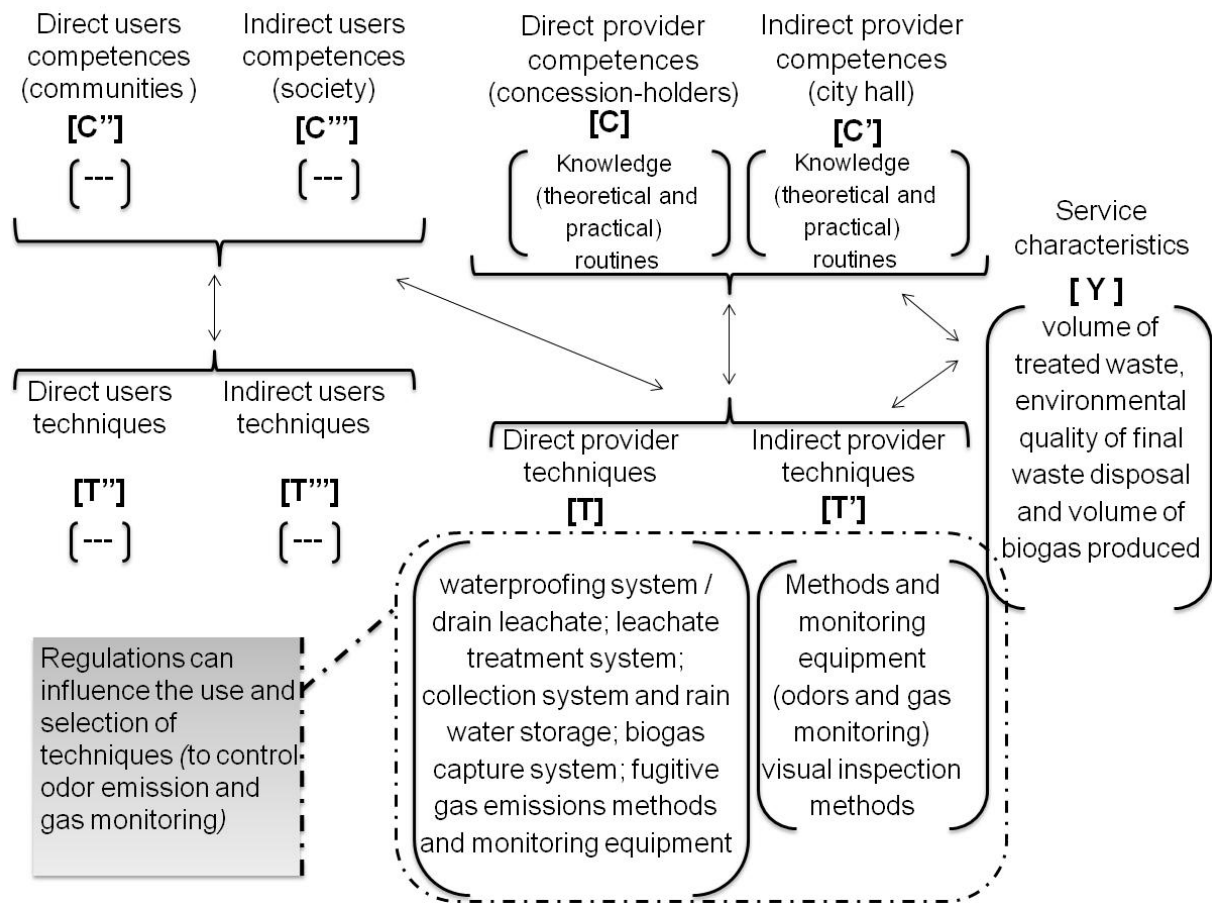 Direct users
competences
(communities )
[C”]
(---)
Indirect users
competences
(society)
[C”’]
(---)
Direct provider
competences
(concession-holders)
[C]
Knowledge
(theoretical and
practical)
routines
Indirect provider
competences
(city hall)
[C’]
Knowledge
(theoretical and
practical)
routines
Service
characteristics
[ Y ]
volume of
treated waste,
environmental
quality of final
waste disposal
and volume of
biogas produced
Direct users
techniques
[T”]
(---)
Indirect users
techniques
[T”’]
(---)
Direct provider
techniques
[T]
waterproofing system /
drain leachate; leachate
treatment system;
collection system and rain
water storage; biogas
capture system; fugitive
gas emissions methods
and monitoring equipment
Indirect provider
techniques
[T’]
Methods and
monitoring
equipment
(odors and gas
monitoring)
visual inspection
methods
Regulations can
influence the use and
selection of
techniques (to control
odor emission and
gas monitoring)